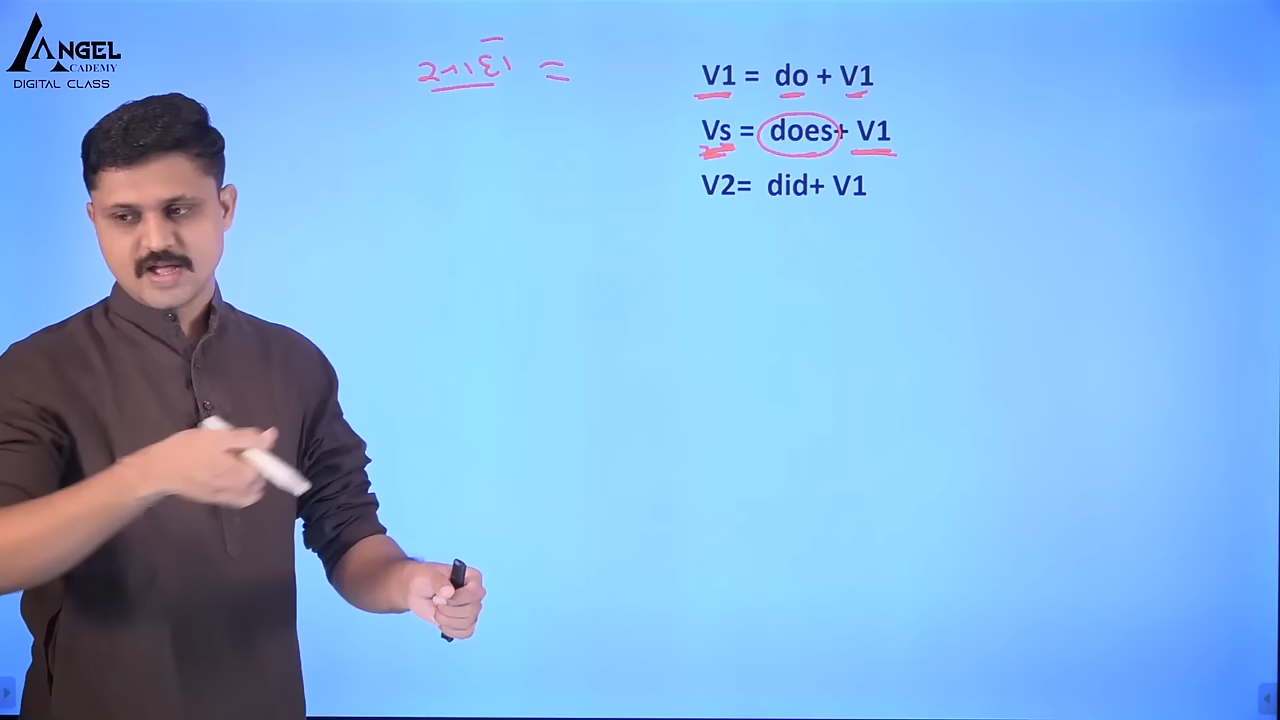 ANGEL
ACADEMY
DIGITAL CLASS
=
V1 = do + V1
Vs = does+ V1
V2= did+ V1